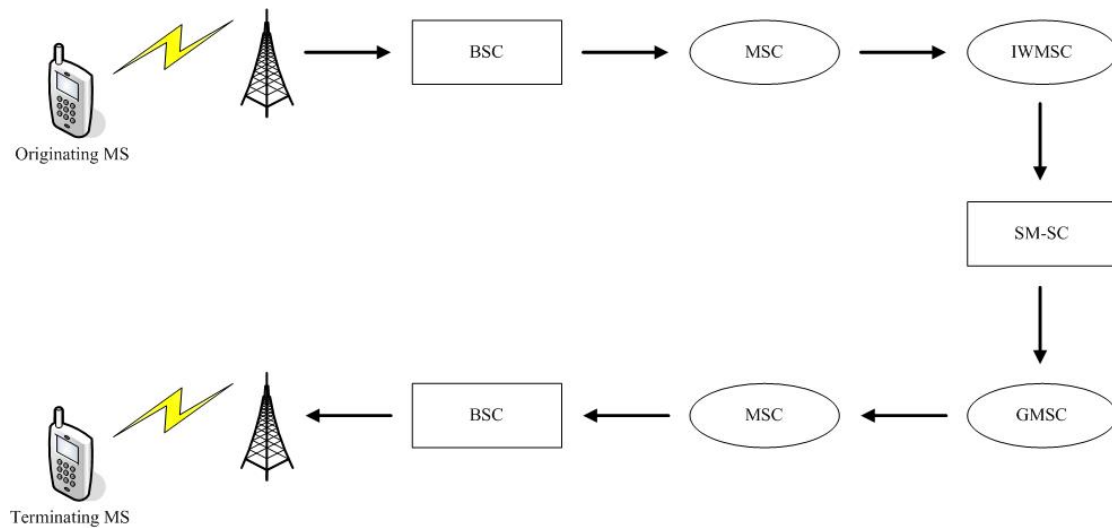 BSC
MSC
IWMSC
Originating MS
SM-SC
BSC
MSC
GMSC
Terminating MS